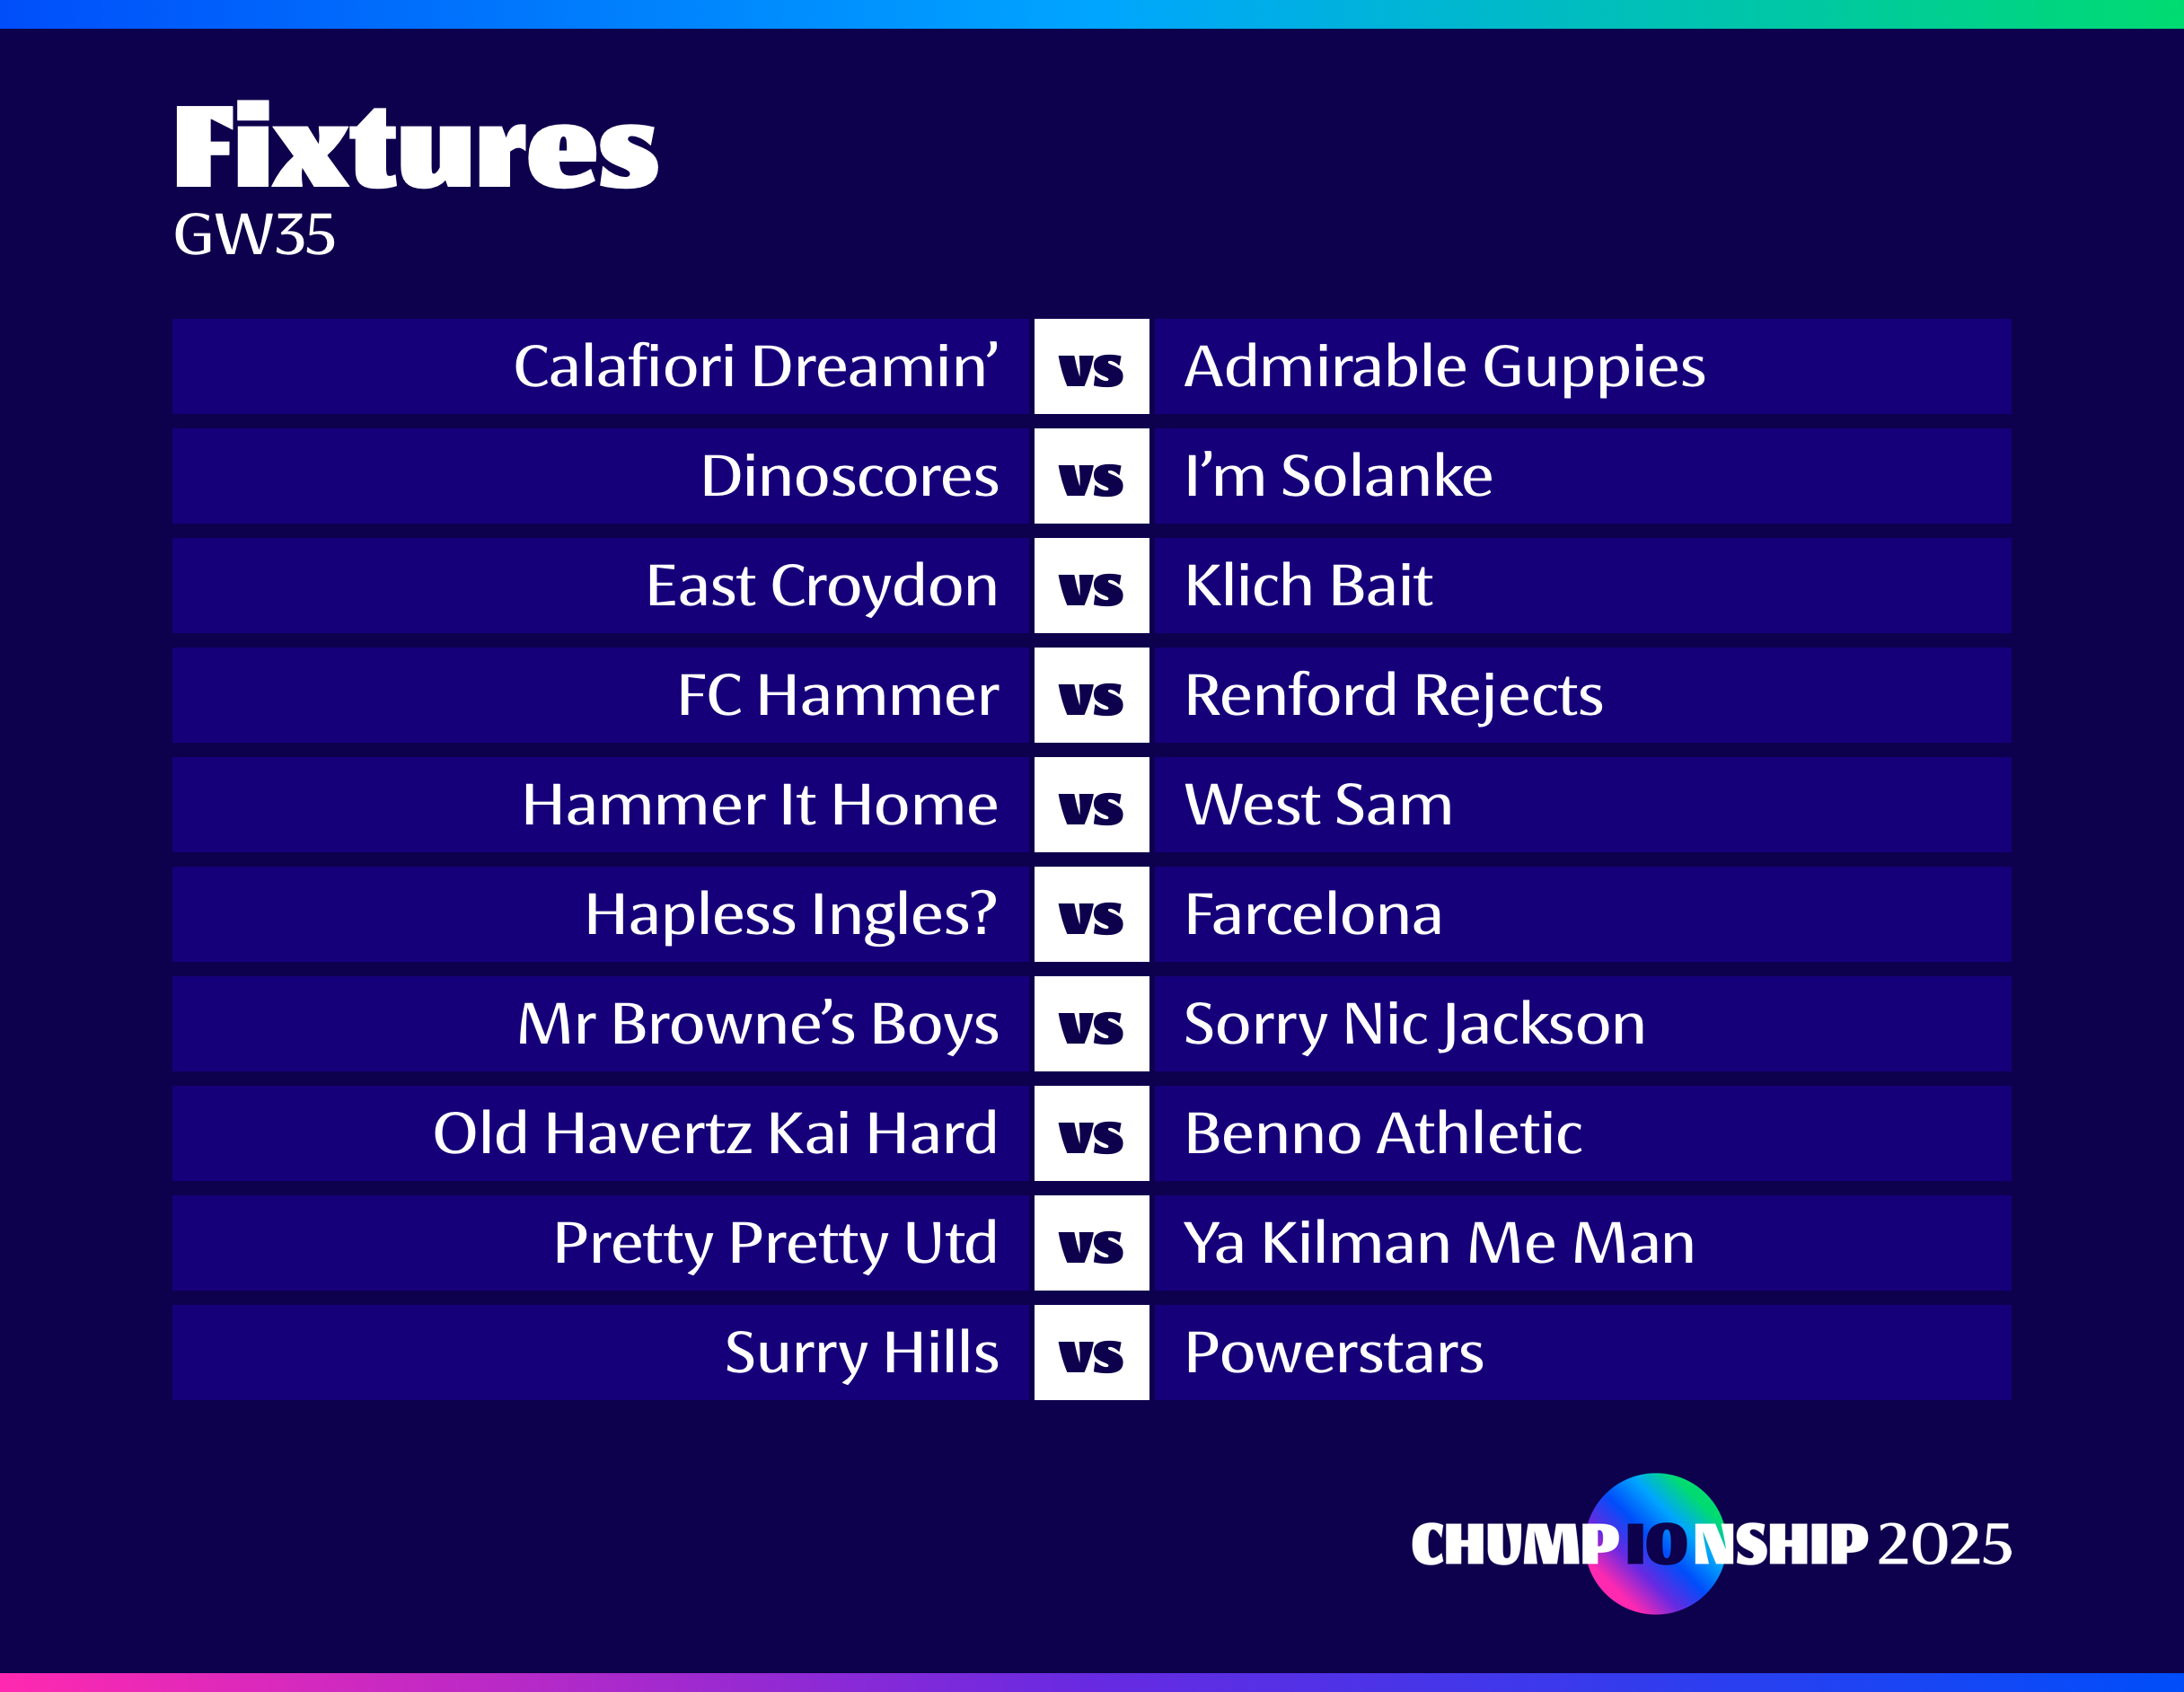 Fixtures
GW35
Calafiori Dreamin’ vs Admirable Guppies
Dinoscores vs I’m Solanke
East Croydon vs Klich Bait
FC Hammer vs Renford Rejects
Hammer It Home vs West Sam
Hapless Ingles? vs Farcelona
Mr Browne’s Boys vs Sorry Nic Jackson
Old Havertz Kai Hard vs Benno Athletic
Pretty Pretty Utd vs Ya Kilman Me Man
Surry Hills vs Powerstars
CHUMPIONSHIP 2025